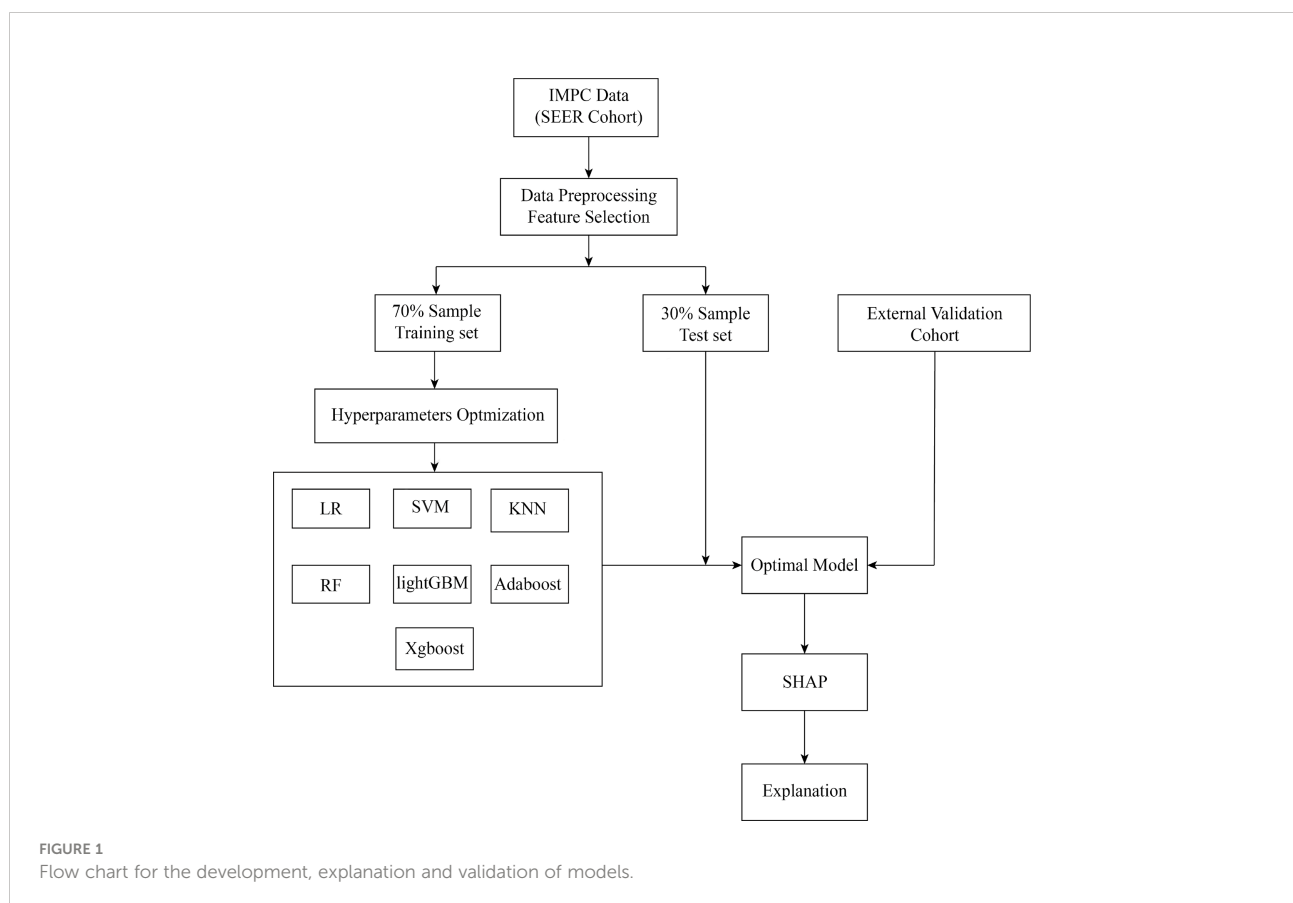 IMPC Data
(SEER Cohort)
Data Preprocessing
Feature Selection
70% Sample
Training set
30% Sample
Test set
External Validation
Cohort
Hyperparameters Optmization
LR
SVM
KNN
RF
lightGBM
Adaboost
Xgboost
Optimal Model
SHAP
Explanation
FIGURE 1
Flow chart for the development, explanation and validation of models.